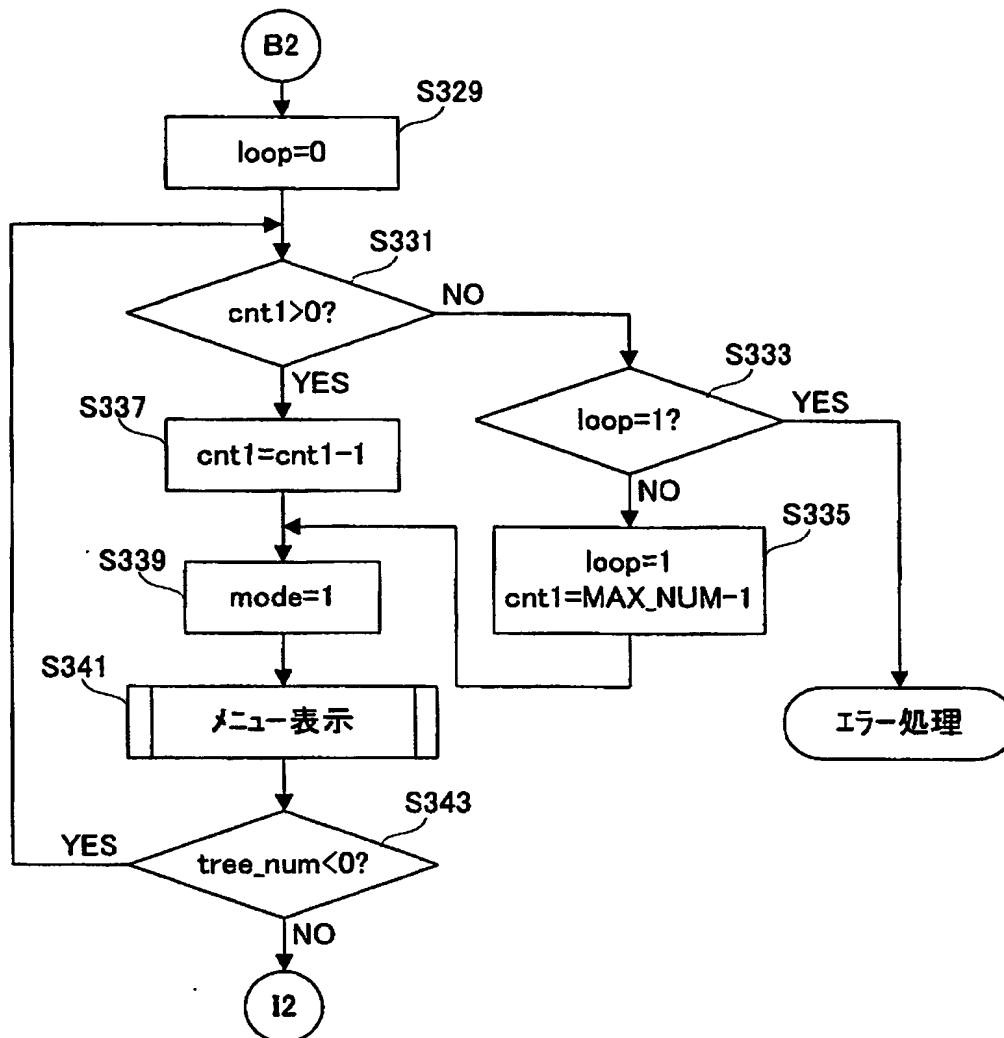 B2
S329
loop=0
S331
cnt1>0?
NO
YES
S333
loop=1?
YES
NO
S337
cnt1=cnt1-1
S335
loop=1
cnt1=MAX_NUM-1
S339
mode=1
S341
メニュー表示
エラー処理
S343
tree_num<0?
YES
NO
I2